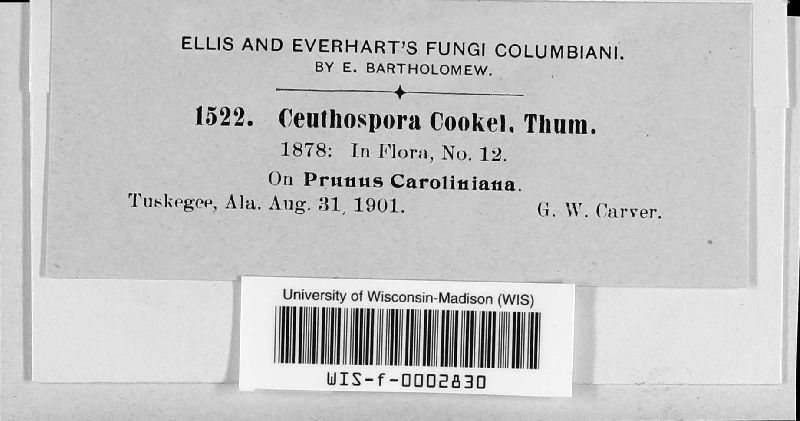 ELLIS AND EVERHART'S FUNGI COLUMBIANI.
BY E. BARTHOLOMEW.
1522. Ceuthospora Cookei, Thum.
1878: In Flora, No. 12.
On Prunus Caroliniana.
Tuskegee, Ala. Aug. 31, 1901. G. W. Carver.
University of Wisconsin-Madison (WIS)
WIS-f-0002830